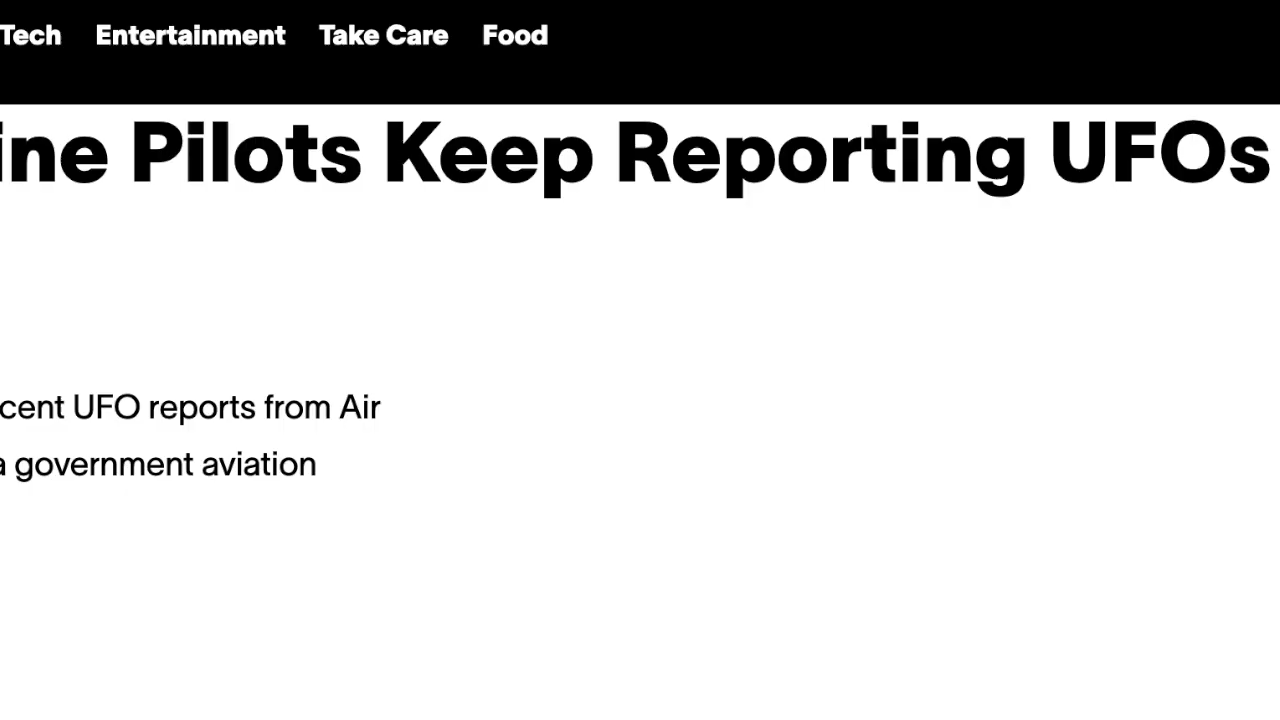 Tech Entertainment Take Care Food
ine Pilots Keep Reporting UFOs
cent UFO reports from Air
a government aviation